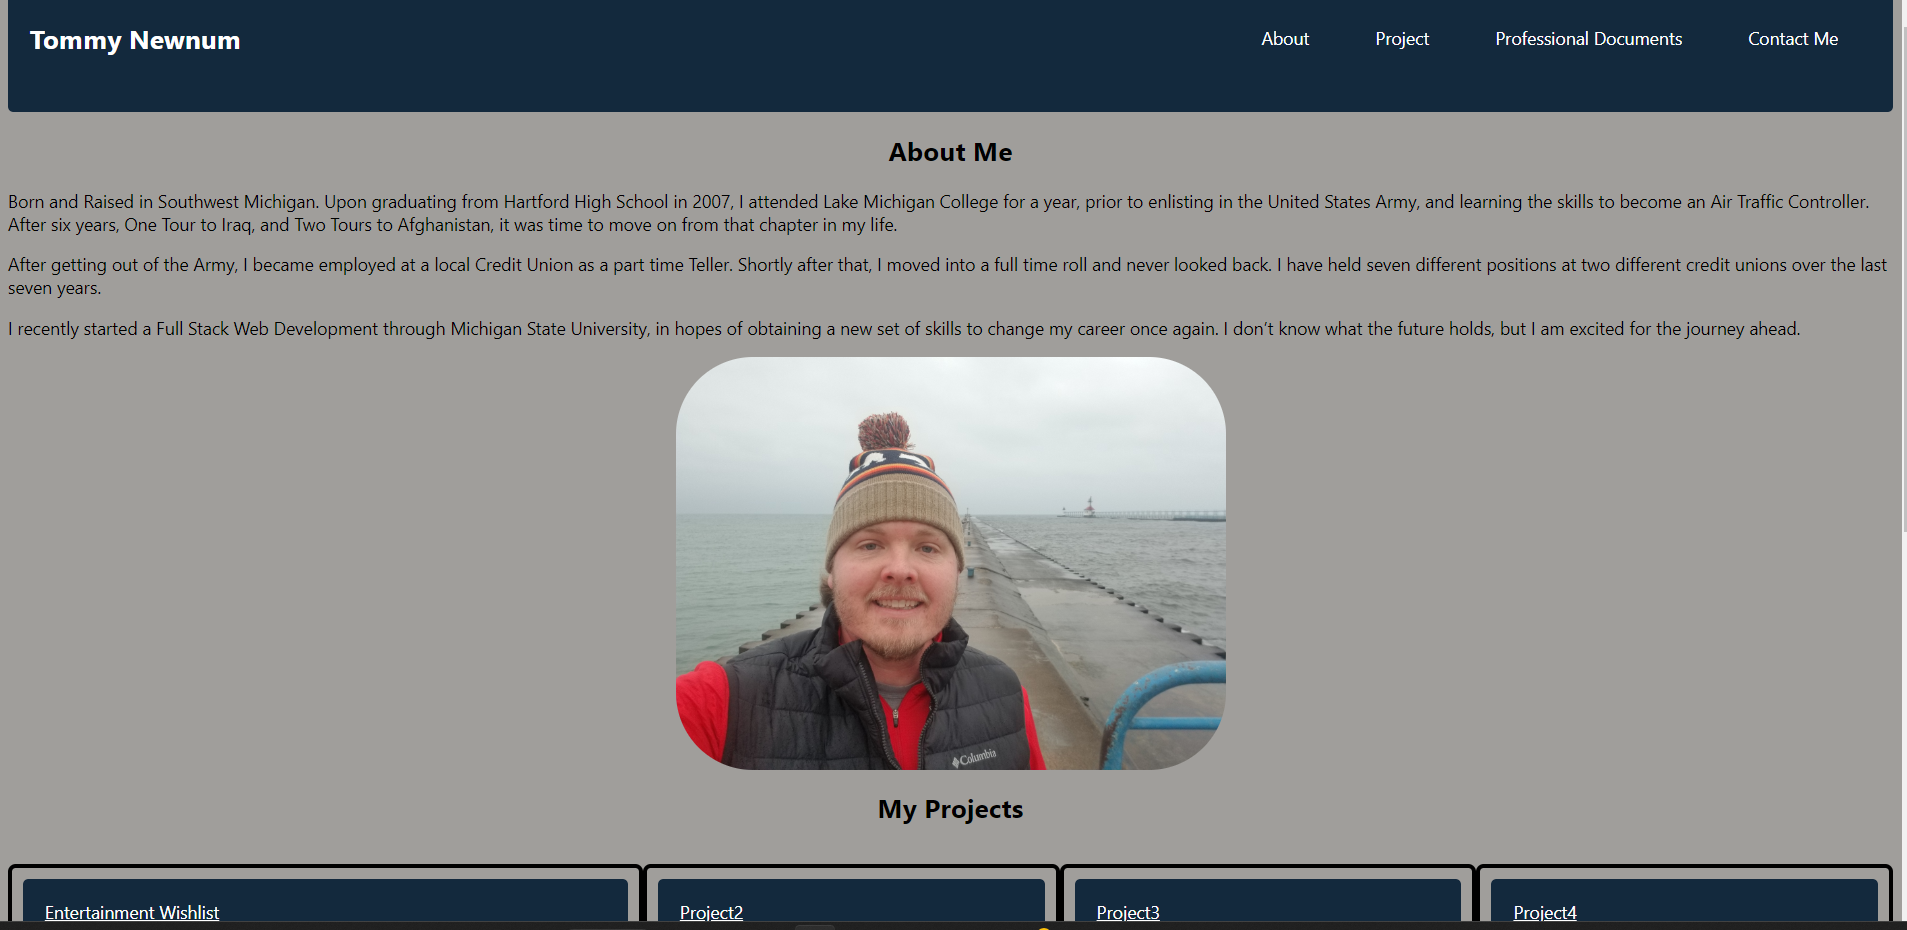 Tommy Newnum
About Project Professional Documents Contact Me
About Me
Born and Raised in Southwest Michigan. Upon graduating from Hartford High School in 2007, I attended Lake Michigan College for a year, prior to enlisting in the United States Army, and learning the skills to become an Air Traffic Controller.
After six years, One Tour to Iraq, and Two Tours to Afghanistan, it was time to move on from that chapter in my life.
After getting out of the Army, I became employed at a local Credit Union as a part time Teller. Shortly after that, I moved into a full time roll and never looked back. I have held seven different positions at two different credit unions over the last
seven years.
I recently started a Full Stack Web Development through Michigan State University, in hopes of obtaining a new set of skills to change my career once again. I don’t know what the future holds, but I am excited for the journey ahead.
Columbia
My Projects
Entertainment Wishlist Project2 Project3 Project4